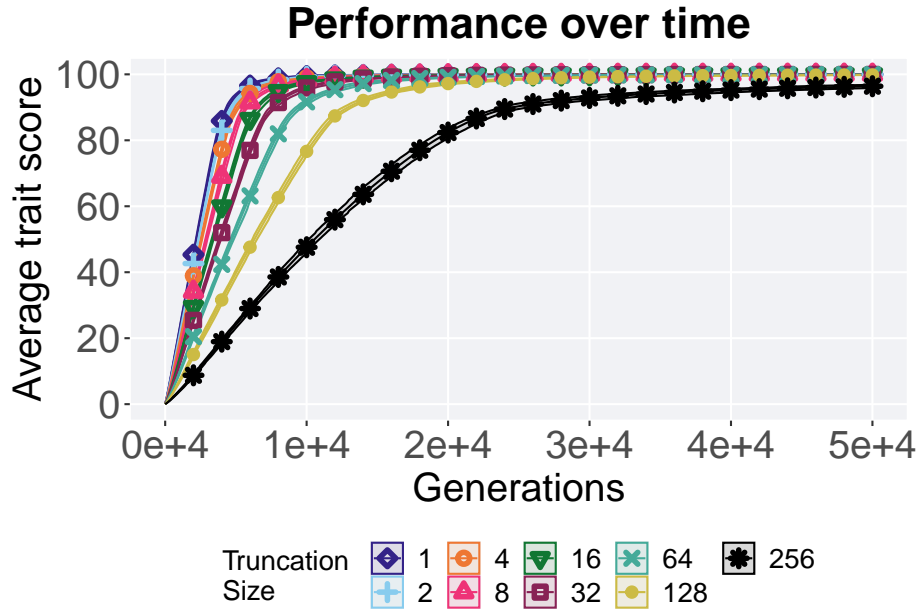 Performance over time
Average trait score
100
80
60
40
20
0
0e+4 1e+4 2e+4 3e+4 4e+4 5e+4
Generations
Truncation
Size
1 4 16 64 256
2 8 32 128